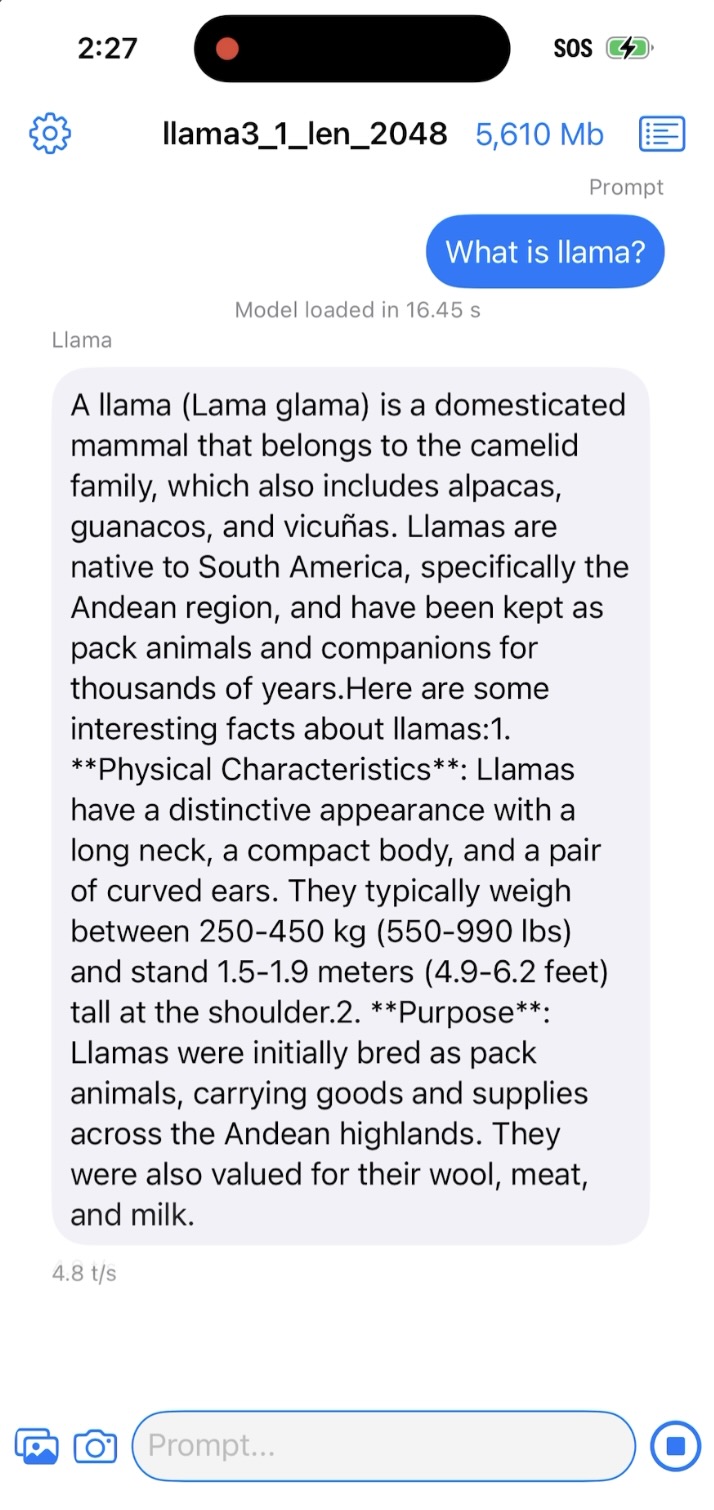 2:27
SOS
llama3_1_len_2048
5,610 Mb
Prompt
What is llama?
Model loaded in 16.45 s
Llama
A llama (Lama glama) is a domesticated
mammal that belongs to the camelid
family, which also includes alpacas,
guanacos, and vicuñas. Llamas are
native to South America, specifically the
Andean region, and have been kept as
pack animals and companions for
thousands of years.Here are some
interesting facts about llamas:1.
**Physical Characteristics**: Llamas
have a distinctive appearance with a
long neck, a compact body, and a pair
of curved ears. They typically weigh
between 250-450 kg (550-990 lbs)
and stand 1.5-1.9 meters (4.9-6.2 feet)
tall at the shoulder.2. **Purpose**:
Llamas were initially bred as pack
animals, carrying goods and supplies
across the Andean highlands. They
were also valued for their wool, meat,
and milk.
4.8 t/s
Prompt...